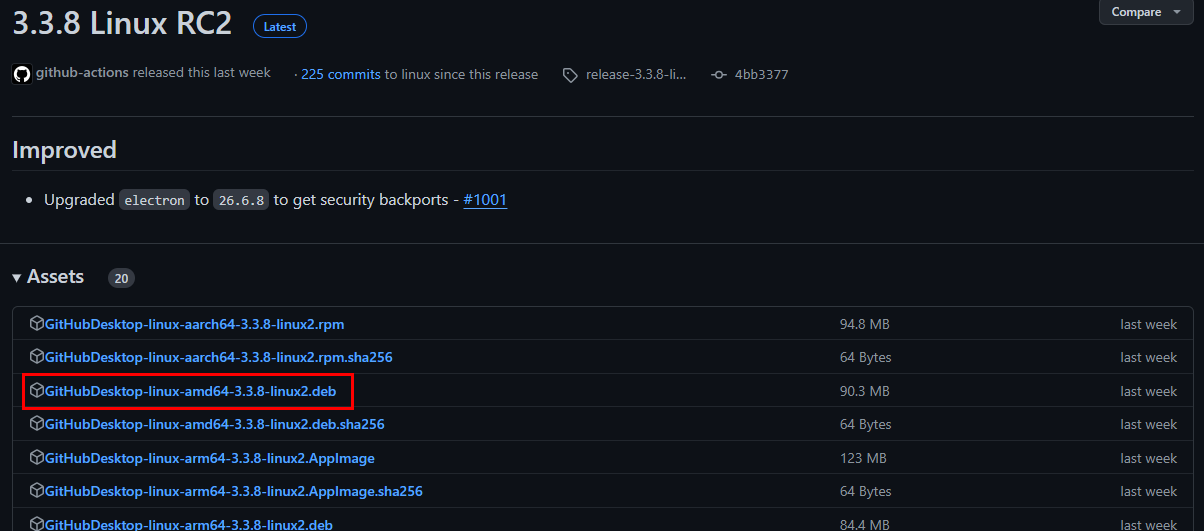 3.3.8 Linux RC2 Latest Compare
github-actions released this last week · 225 commits to linux since this release release-3.3.8-li... 4bb3377
Improved
• Upgraded electron to 26.6.8 to get security backports - #1001
Assets 20
GitHubDesktop-linux-aarch64-3.3.8-linux2.rpm 94.8 MB last week
GitHubDesktop-linux-aarch64-3.3.8-linux2.rpm.sha256 64 Bytes last week
GitHubDesktop-linux-amd64-3.3.8-linux2.deb 90.3 MB last week
GitHubDesktop-linux-amd64-3.3.8-linux2.deb.sha256 64 Bytes last week
GitHubDesktop-linux-arm64-3.3.8-linux2.AppImage 123 MB last week
GitHubDesktop-linux-arm64-3.3.8-linux2.AppImage.sha256 64 Bytes last week
GitHubDesktop-linux-arm64-3.3.8-linux2.deb 84.4 MB last week